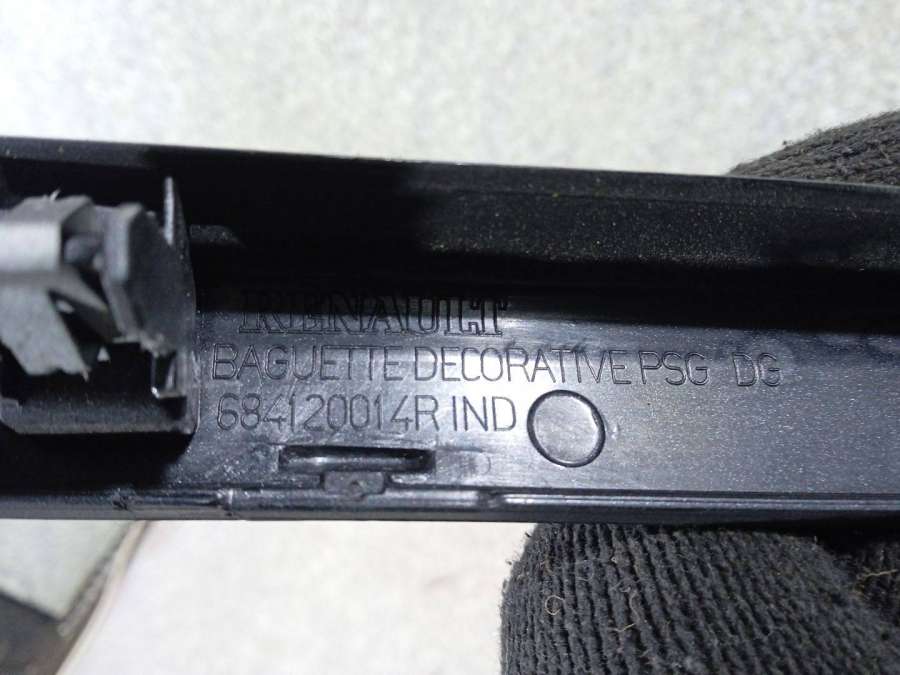 RENAULT
BAGUETTE DECORATIVE PSG DG
684120014R IND